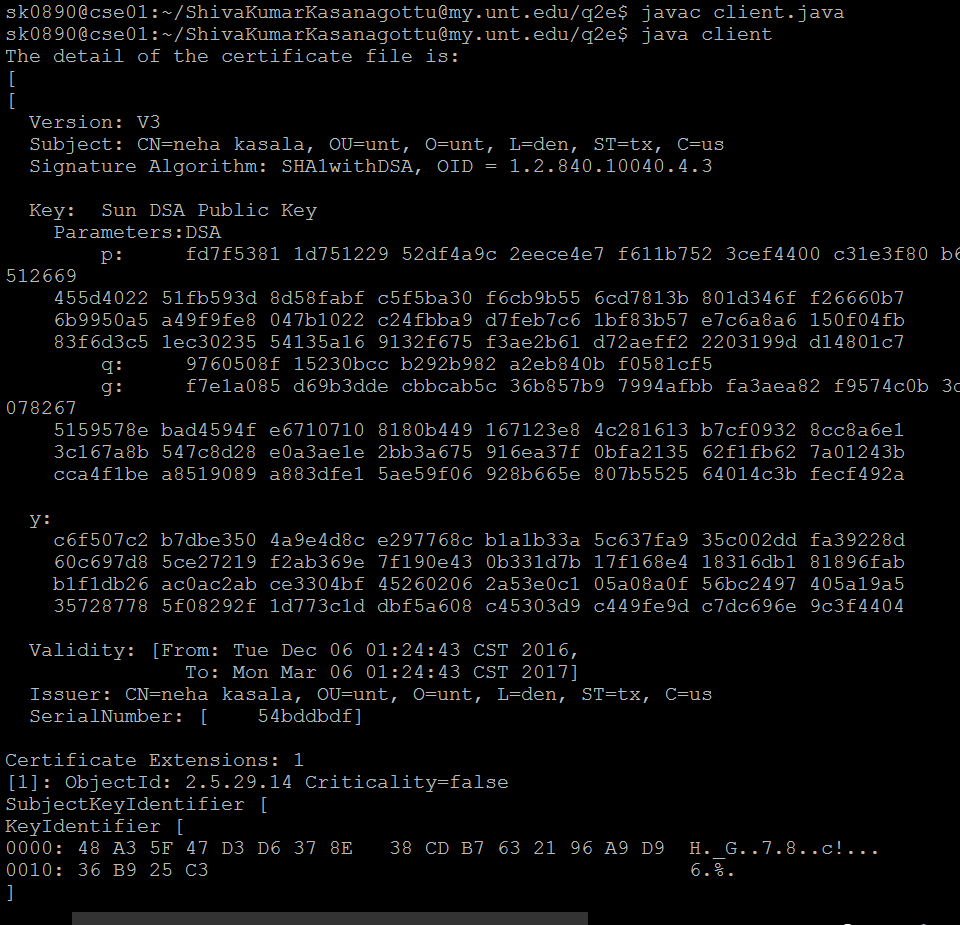 sk0890@cse01:~/ShivaKumarKasanagottu@my.unt.edu/q2e$ javac client.java
sk0890@cse01:~/ShivaKumarKasanagottu@my.unt.edu/q2e$ java client
The detail of the certificate file is:
[
[
  Version: V3
  Subject: CN=neha kasala, OU=unt, O=unt, L=den, ST=tx, C=us
  Signature Algorithm: SHA1withDSA, OID = 1.2.840.10040.4.3
  Key:  Sun DSA Public Key
    Parameters:DSA
        p:     fd7f5381 1d751229 52df4a9c 2eece4e7 f611b752 3cef4400 c31e3f80 b6
512669
    455d4022 51fb593d 8d58fabf c5f5ba30 f6cb9b55 6cd7813b 801d346f f26660b7
    6b9950a5 a49f9fe8 047b1022 c24fbba9 d7feb7c6 1bf83b57 e7c6a8a6 150f04fb
    83f6d3c5 1ec30235 54135a16 9132f675 f3ae2b61 d72aeff2 2203199d d14801c7
        q:     9760508f 15230bcc b292b982 a2eb840b f0581cf5
        g:     f7e1a085 d69b3dde cbbcab5c 36b857b9 7994afbb fa3aea82 f9574c0b 3d
078267
    5159578e bad4594f e6710710 8180b449 167123e8 4c281613 b7cf0932 8cc8a6e1
    3c167a8b 547c8d28 e0a3ae1e 2bb3a675 916ea37f 0bfa2135 62f1fb62 7a01243b
    cca4f1be a8519089 a883dfe1 5ae59f06 928b665e 807b5525 64014c3b fecf492a
  y:
    c6f507c2 b7dbe350 4a9e4d8c e297768c b1a1b33a 5c637fa9 35c002dd fa39228d
    60c697d8 5ce27219 f2ab369e 7f190e43 0b331d7b 17f168e4 18316db1 81896fab
    b1f1db26 ac0ac2ab ce3304bf 45260206 2a53e0c1 05a08a0f 56bc2497 405a19a5
    35728778 5f08292f 1d773c1d dbf5a608 c45303d9 c449fe9d c7dc696e 9c3f4404
  Validity: [From: Tue Dec 06 01:24:43 CST 2016,
               To: Mon Mar 06 01:24:43 CST 2017]
  Issuer: CN=neha kasala, OU=unt, O=unt, L=den, ST=tx, C=us
  SerialNumber: [    54bddbdf]
Certificate Extensions: 1
[1]: ObjectId: 2.5.29.14 Criticality=false
SubjectKeyIdentifier [
KeyIdentifier [
0000: 48 A3 5F 47 D3 D6 37 8E   38 CD B7 63 21 96 A9 D9  H._G..7.8..c!...
0010: 36 B9 25 C3                                        6.%.
]